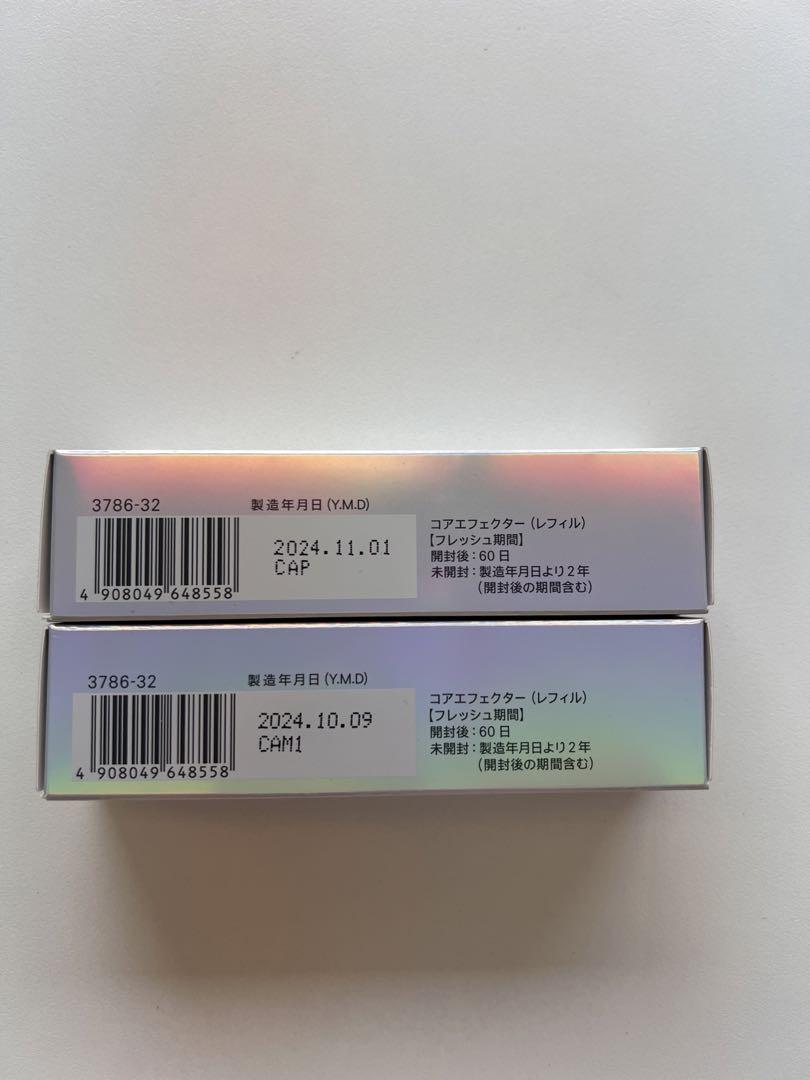 3786-32
製造年月日(Y.M.D)
2024.11.01
CAP
4 908049 648558
コアエフェクター(レフィル)
【フレッシュ期間】
開封後:60日
未開封:製造年月日より2年
(開封後の期間含む)
3786-32
製造年月日(Y.M.D)
2024.10.09
CAM1
4 908049 648558
コアエフェクター(レフィル)
【フレッシュ期間】
開封後:60日
未開封:製造年月日より2年
(開封後の期間含む)